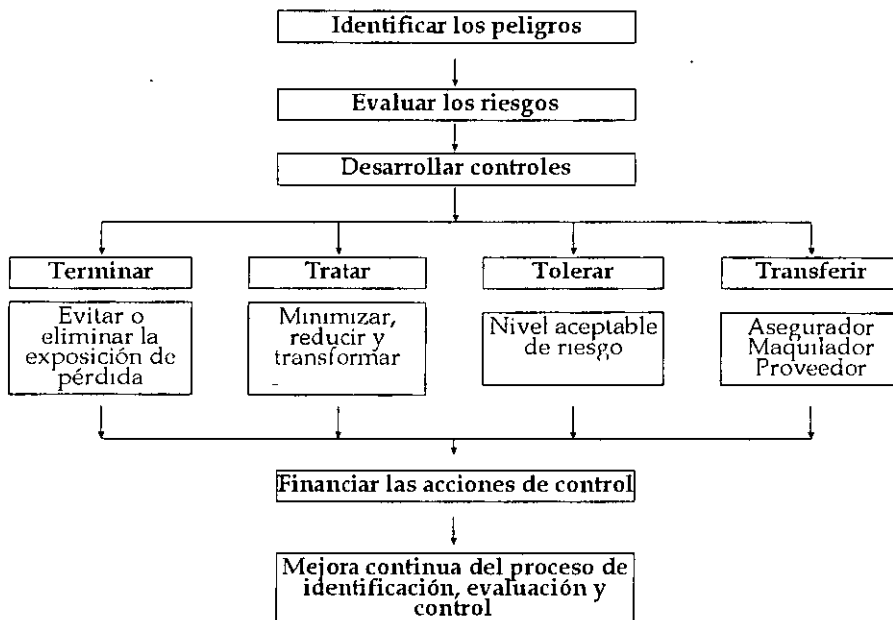 Identificar los peligros
Evaluar los riesgos
Desarrollar controles
Terminar
Evitar o
eliminar la
exposición de
pérdida
Tratar
Minimizar,
reducir y
transformar
Tolerar
Nivel aceptable
de riesgo
Transferir
Asegurador
Maquilador
Proveedor
Financiar las acciones de control
Mejora continua del proceso de
identificación, evaluación y
control